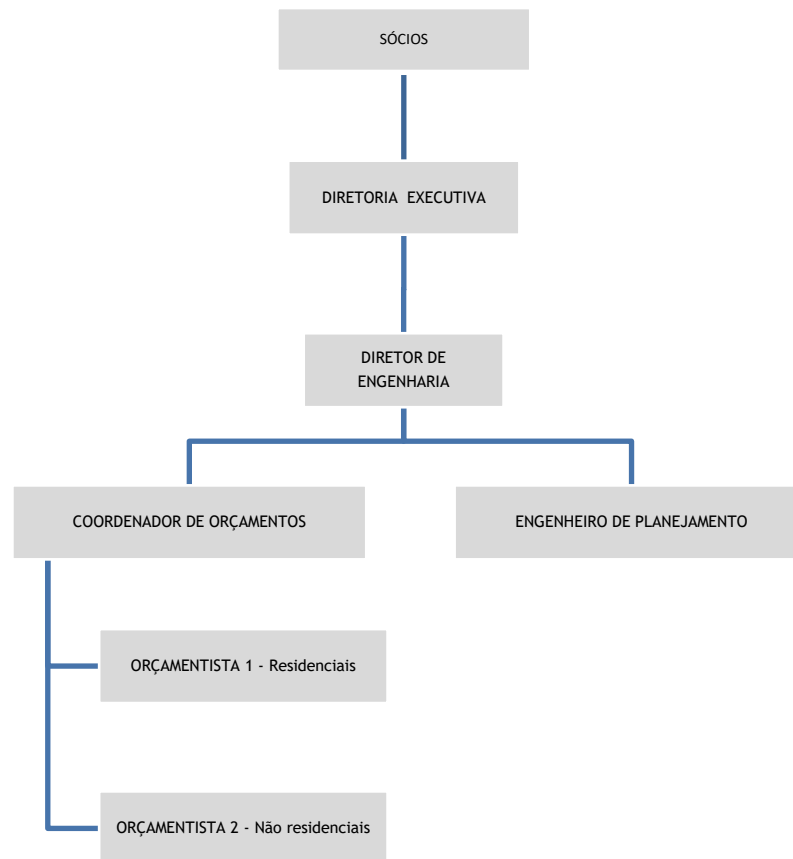 SÓCIOS
DIRETORIA EXECUTIVA
DIRETOR DE
ENGENHARIA
COORDENADOR DE ORÇAMENTOS
ENGENHEIRO DE PLANEJAMENTO
ORÇAMENTISTA 1 - Residenciais
ORÇAMENTISTA 2 - Não residenciais